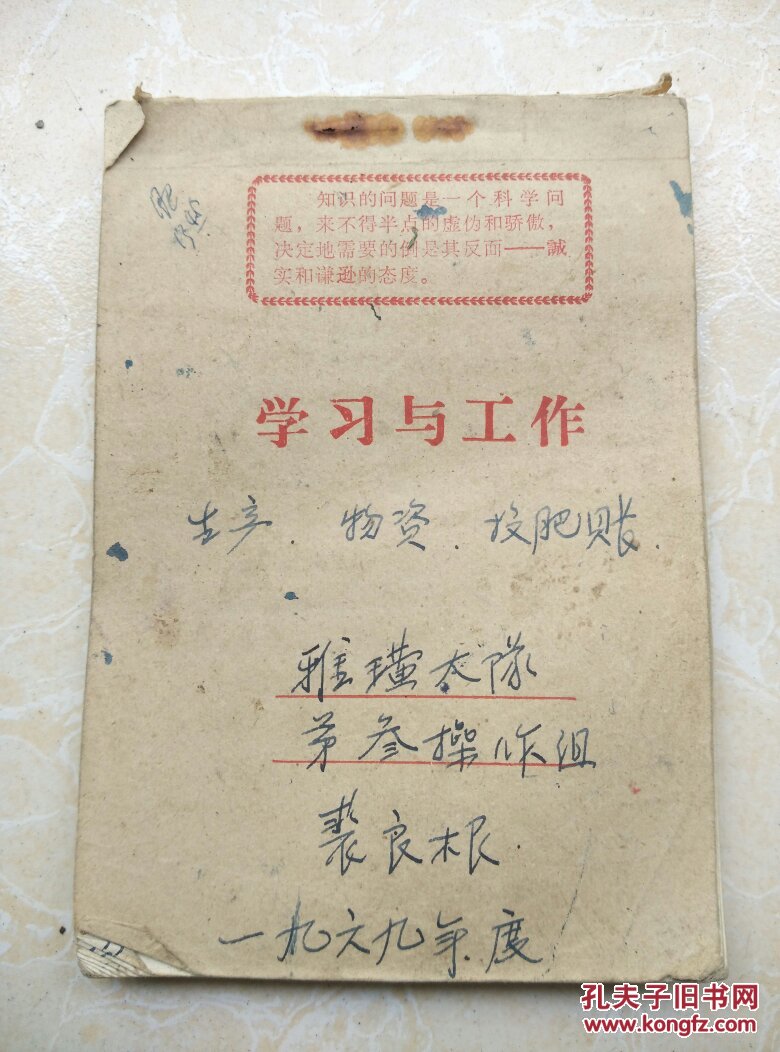 知识的问题是一个科学问
题，来不得半点的虚伪和骄傲，
决定地需要的倒是其反面——誠
实和谦逊的态度。
肥
学习与工作
生产．物资．投肥账．
雅璜大隊
第叁操作组
裘良根
一九六九年度
孔夫子旧书网
www.kongfz.com